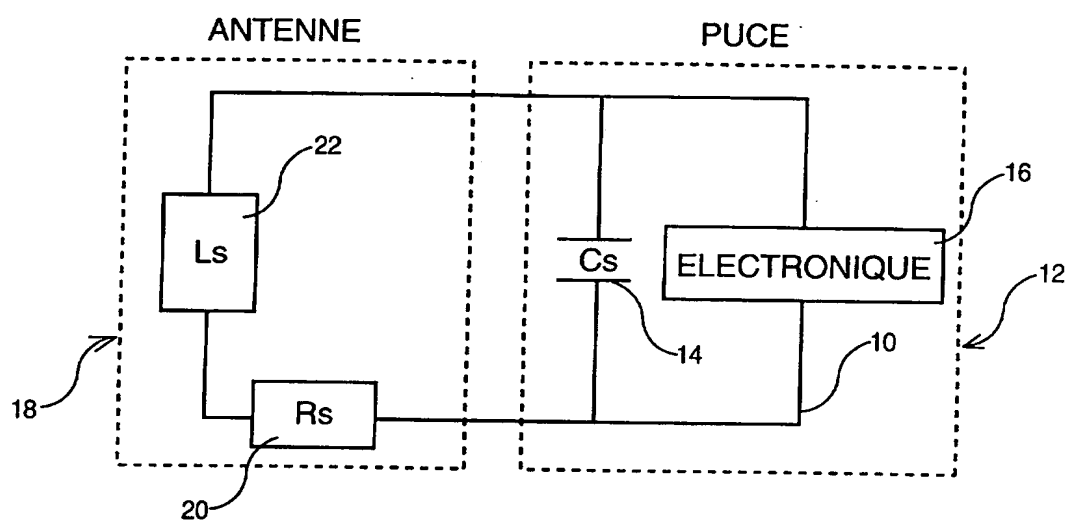 ANTENNE
PUCE
22
16
Ls
Cs
ELECTRONIQUE
12
14
10
18
Rs
20